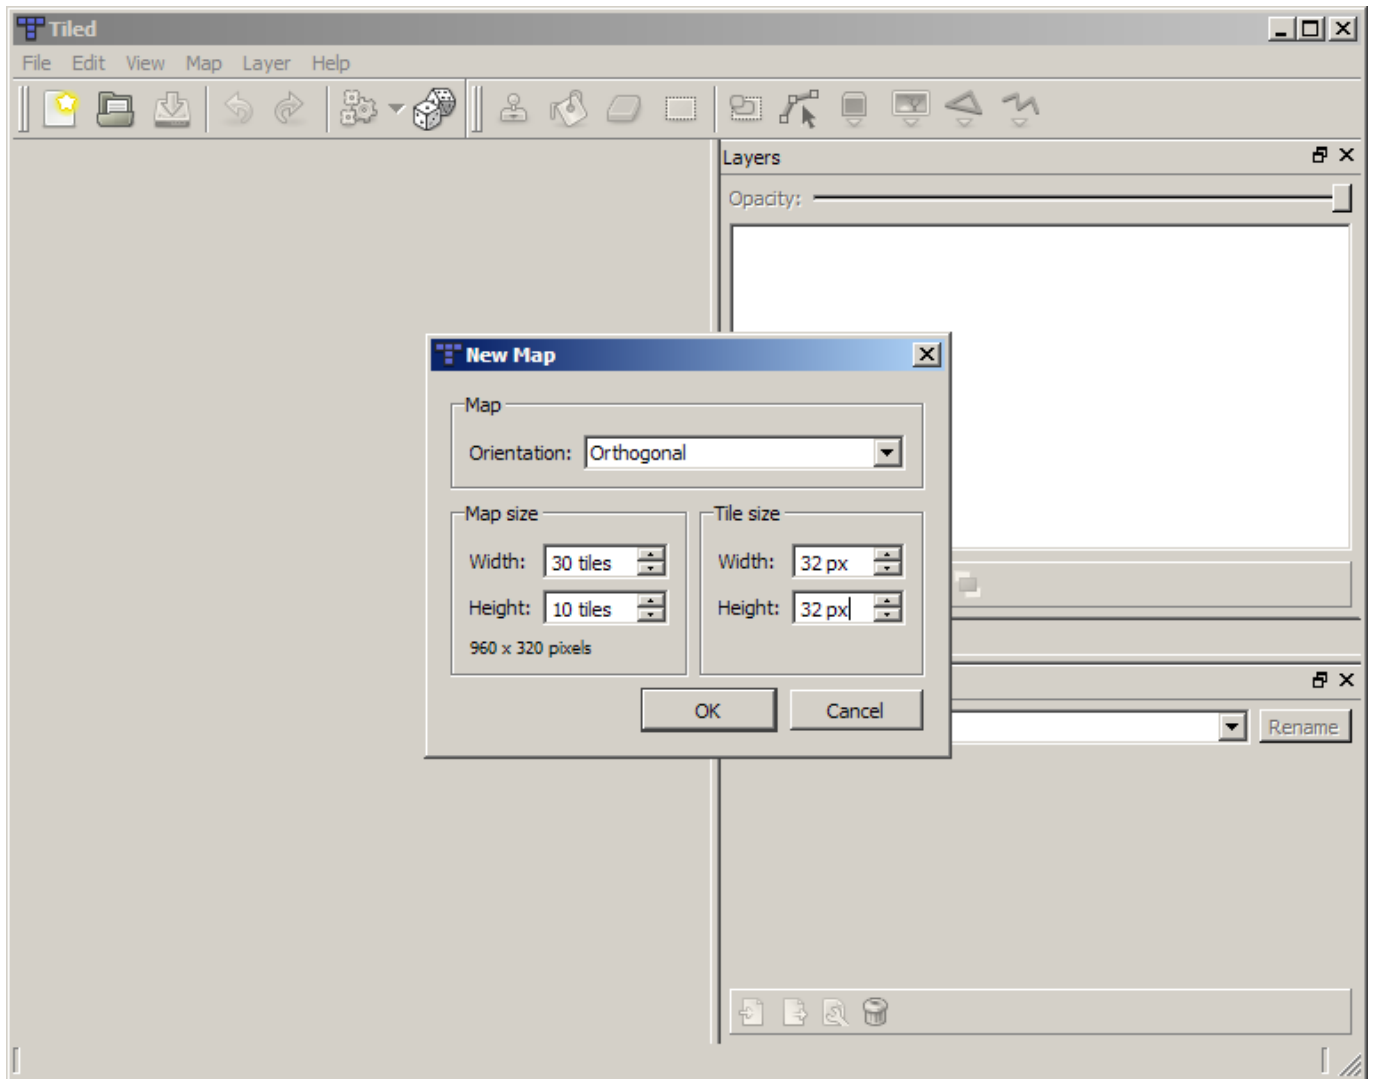 Tiled
File Edit View Map Layer Help
Layers
Opacity:
New Map
Map
Orientation: Orthogonal
Map size
Width: 30 tiles
Height: 10 tiles
960 x 320 pixels
Tile size
Width: 32 px
Height: 32 px
OK Cancel
Rename